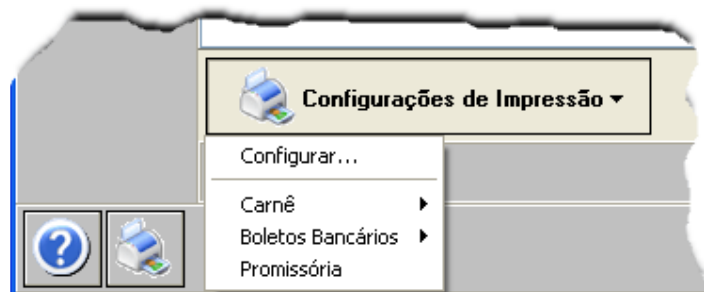 Configurações de Impressão
Configurar...
Carnê
Boletos Bancários
Promissória